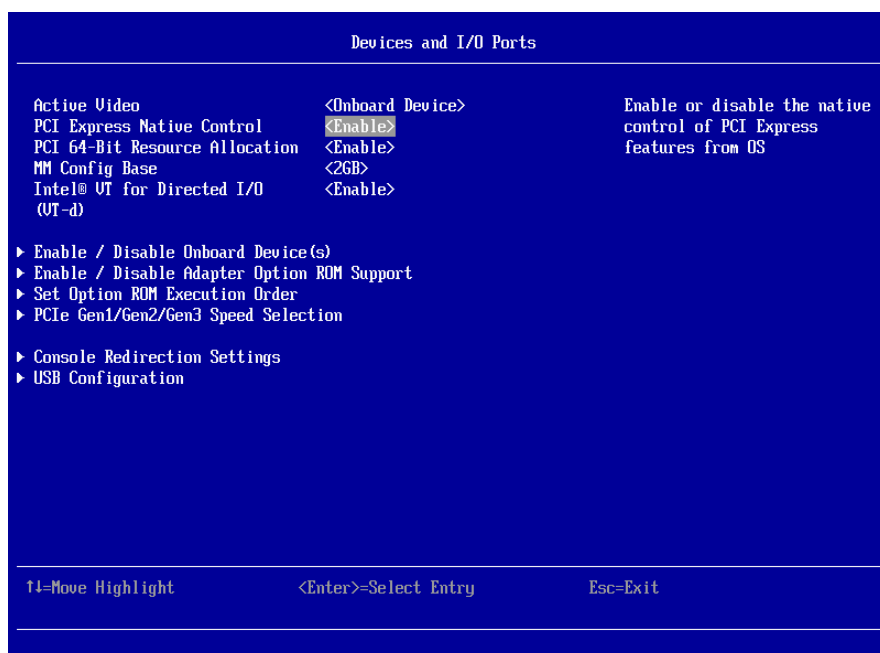 Devices and I/O Ports
Active Video <Onboard Device>
PCI Express Native Control <Enable>
PCI 64-Bit Resource Allocation <Enable>
MM Config Base <2GB>
Intel® VT for Directed I/O <Enable>
(VT-d)
Enable or disable the native
control of PCI Express
features from OS
▶ Enable / Disable Onboard Device(s)
▶ Enable / Disable Adapter Option ROM Support
▶ Set Option ROM Execution Order
▶ PCIe Gen1/Gen2/Gen3 Speed Selection
▶ Console Redirection Settings
▶ USB Configuration
↑↓=Move Highlight <Enter>=Select Entry Esc=Exit